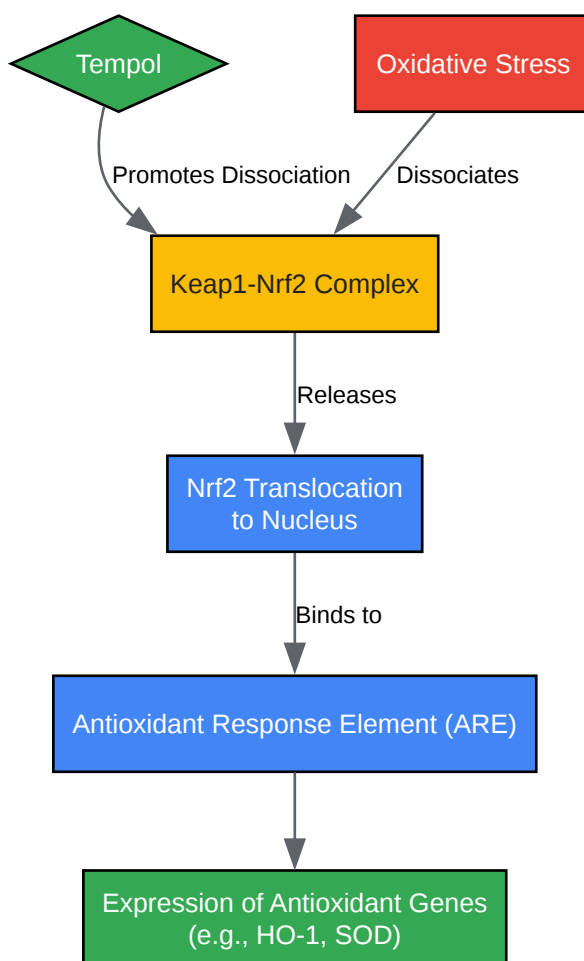 Tempol
Oxidative Stress
Promotes Dissociation
Dissociates
Keap1-Nrf2 Complex
Releases
Nrf2 Translocation
to Nucleus
Binds to
Antioxidant Response Element (ARE)
Expression of Antioxidant Genes
(e.g., HO-1, SOD)